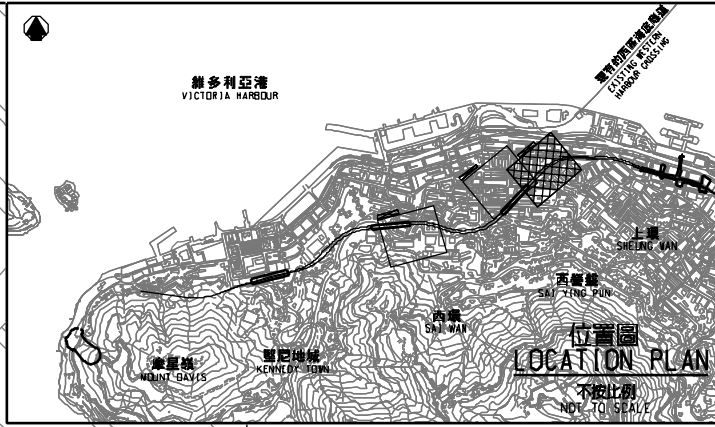 現有的西區海底隧道
EXISTING WESTERN
HARBOUR CROSSING
維多利亞港
VICTORIA HARBOUR
上環
SHEUNG WAN
西營盤
SAI YING PUN
西環
SAI WAN
堅尼地城
KENNEDY TOWN
摩星嶺
MOUNT DAVIS
位置圖
LOCATION PLAN
不按比例
NOT TO SCALE